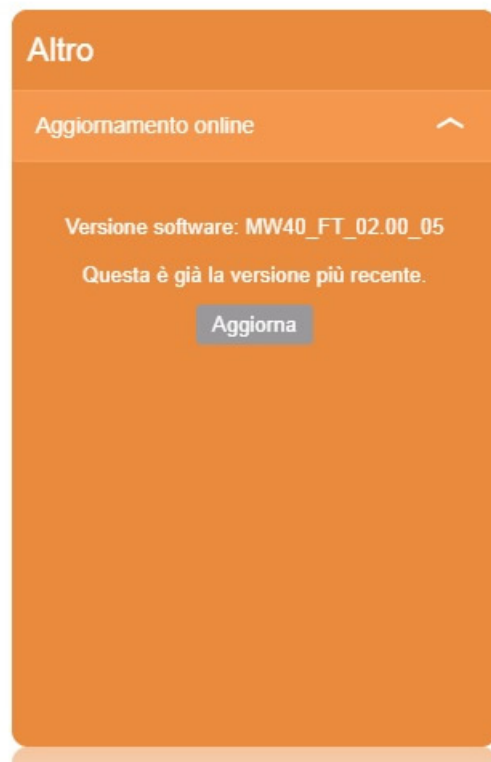 Altro
Aggiornamento online
Versione software: MW40_FT_02.00_05
Questa è già la versione più recente.
Aggiorna